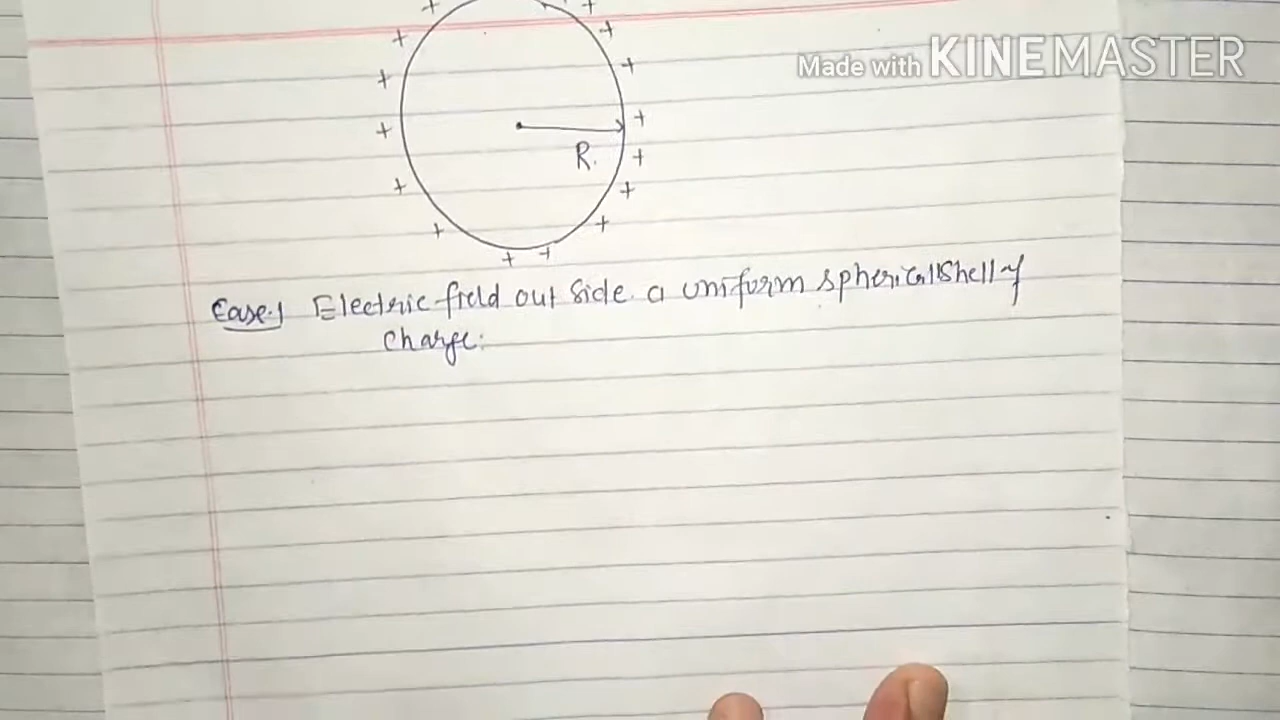 Made with KINEMASTER
+ + + +
+ +
+ +
+ +
R.
+
+ +
+ +
+ +
Case.1 Electric field out side a uniform spherical shell of
charge: